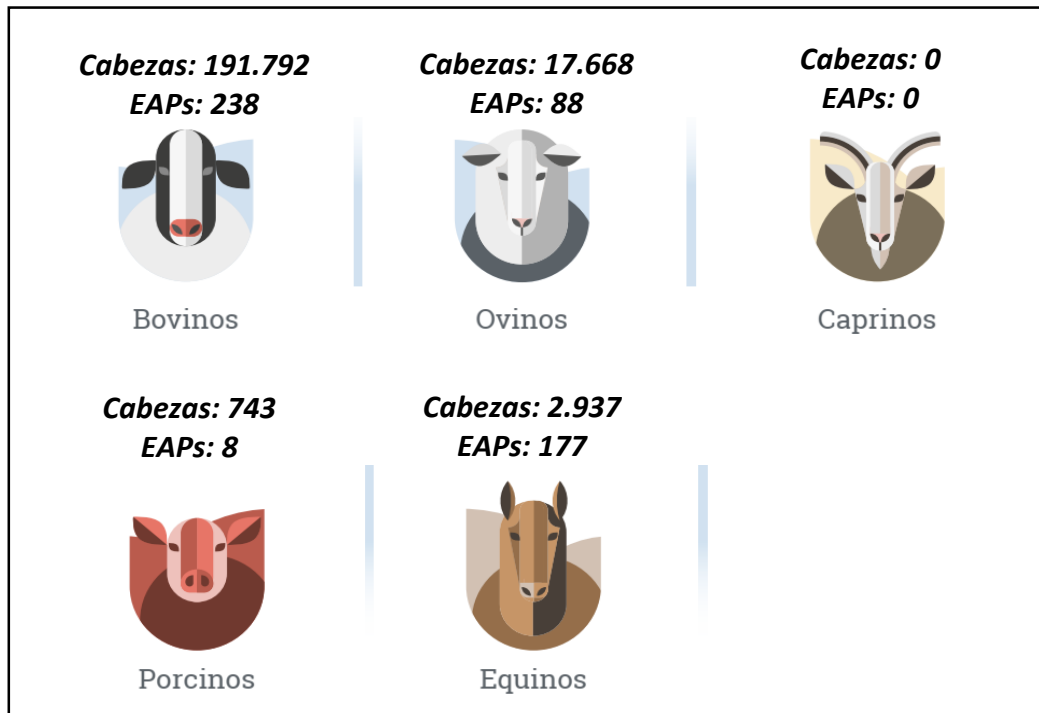 Cabezas: 191.792
EAPs: 238
Bovinos
Cabezas: 17.668
EAPs: 88
Ovinos
Cabezas: 0
EAPs: 0
Caprinos
Cabezas: 743
EAPs: 8
Porcinos
Cabezas: 2.937
EAPs: 177
Equinos